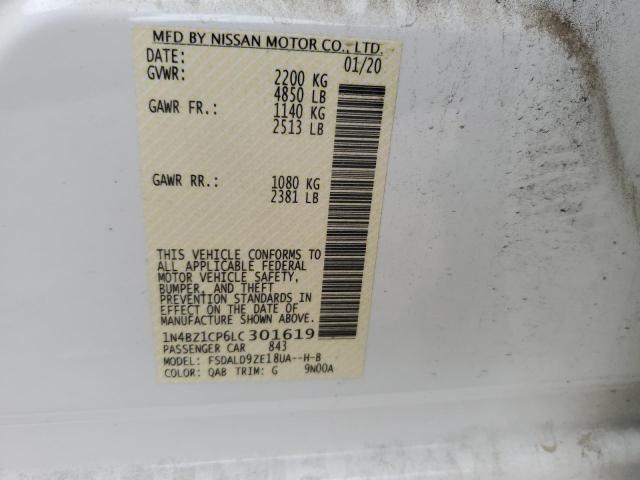 MFD BY NISSAN MOTOR CO., LTD.
DATE: 01/20
GVWR: 2200 KG
4850 LB
GAWR FR.: 1140 KG
2513 LB
GAWR RR.: 1080 KG
2381 LB
THIS VEHICLE CONFORMS TO
ALL APPLICABLE FEDERAL
MOTOR VEHICLE SAFETY,
BUMPER, AND THEFT
PREVENTION STANDARDS IN
EFFECT ON THE DATE OF
MANUFACTURE SHOWN ABOVE.
1N4BZ1CP6LC301619
PASSENGER CAR 843
MODEL: FSDALD9ZE18UA--H-B
COLOR: QAB TRIM: G 9N00A